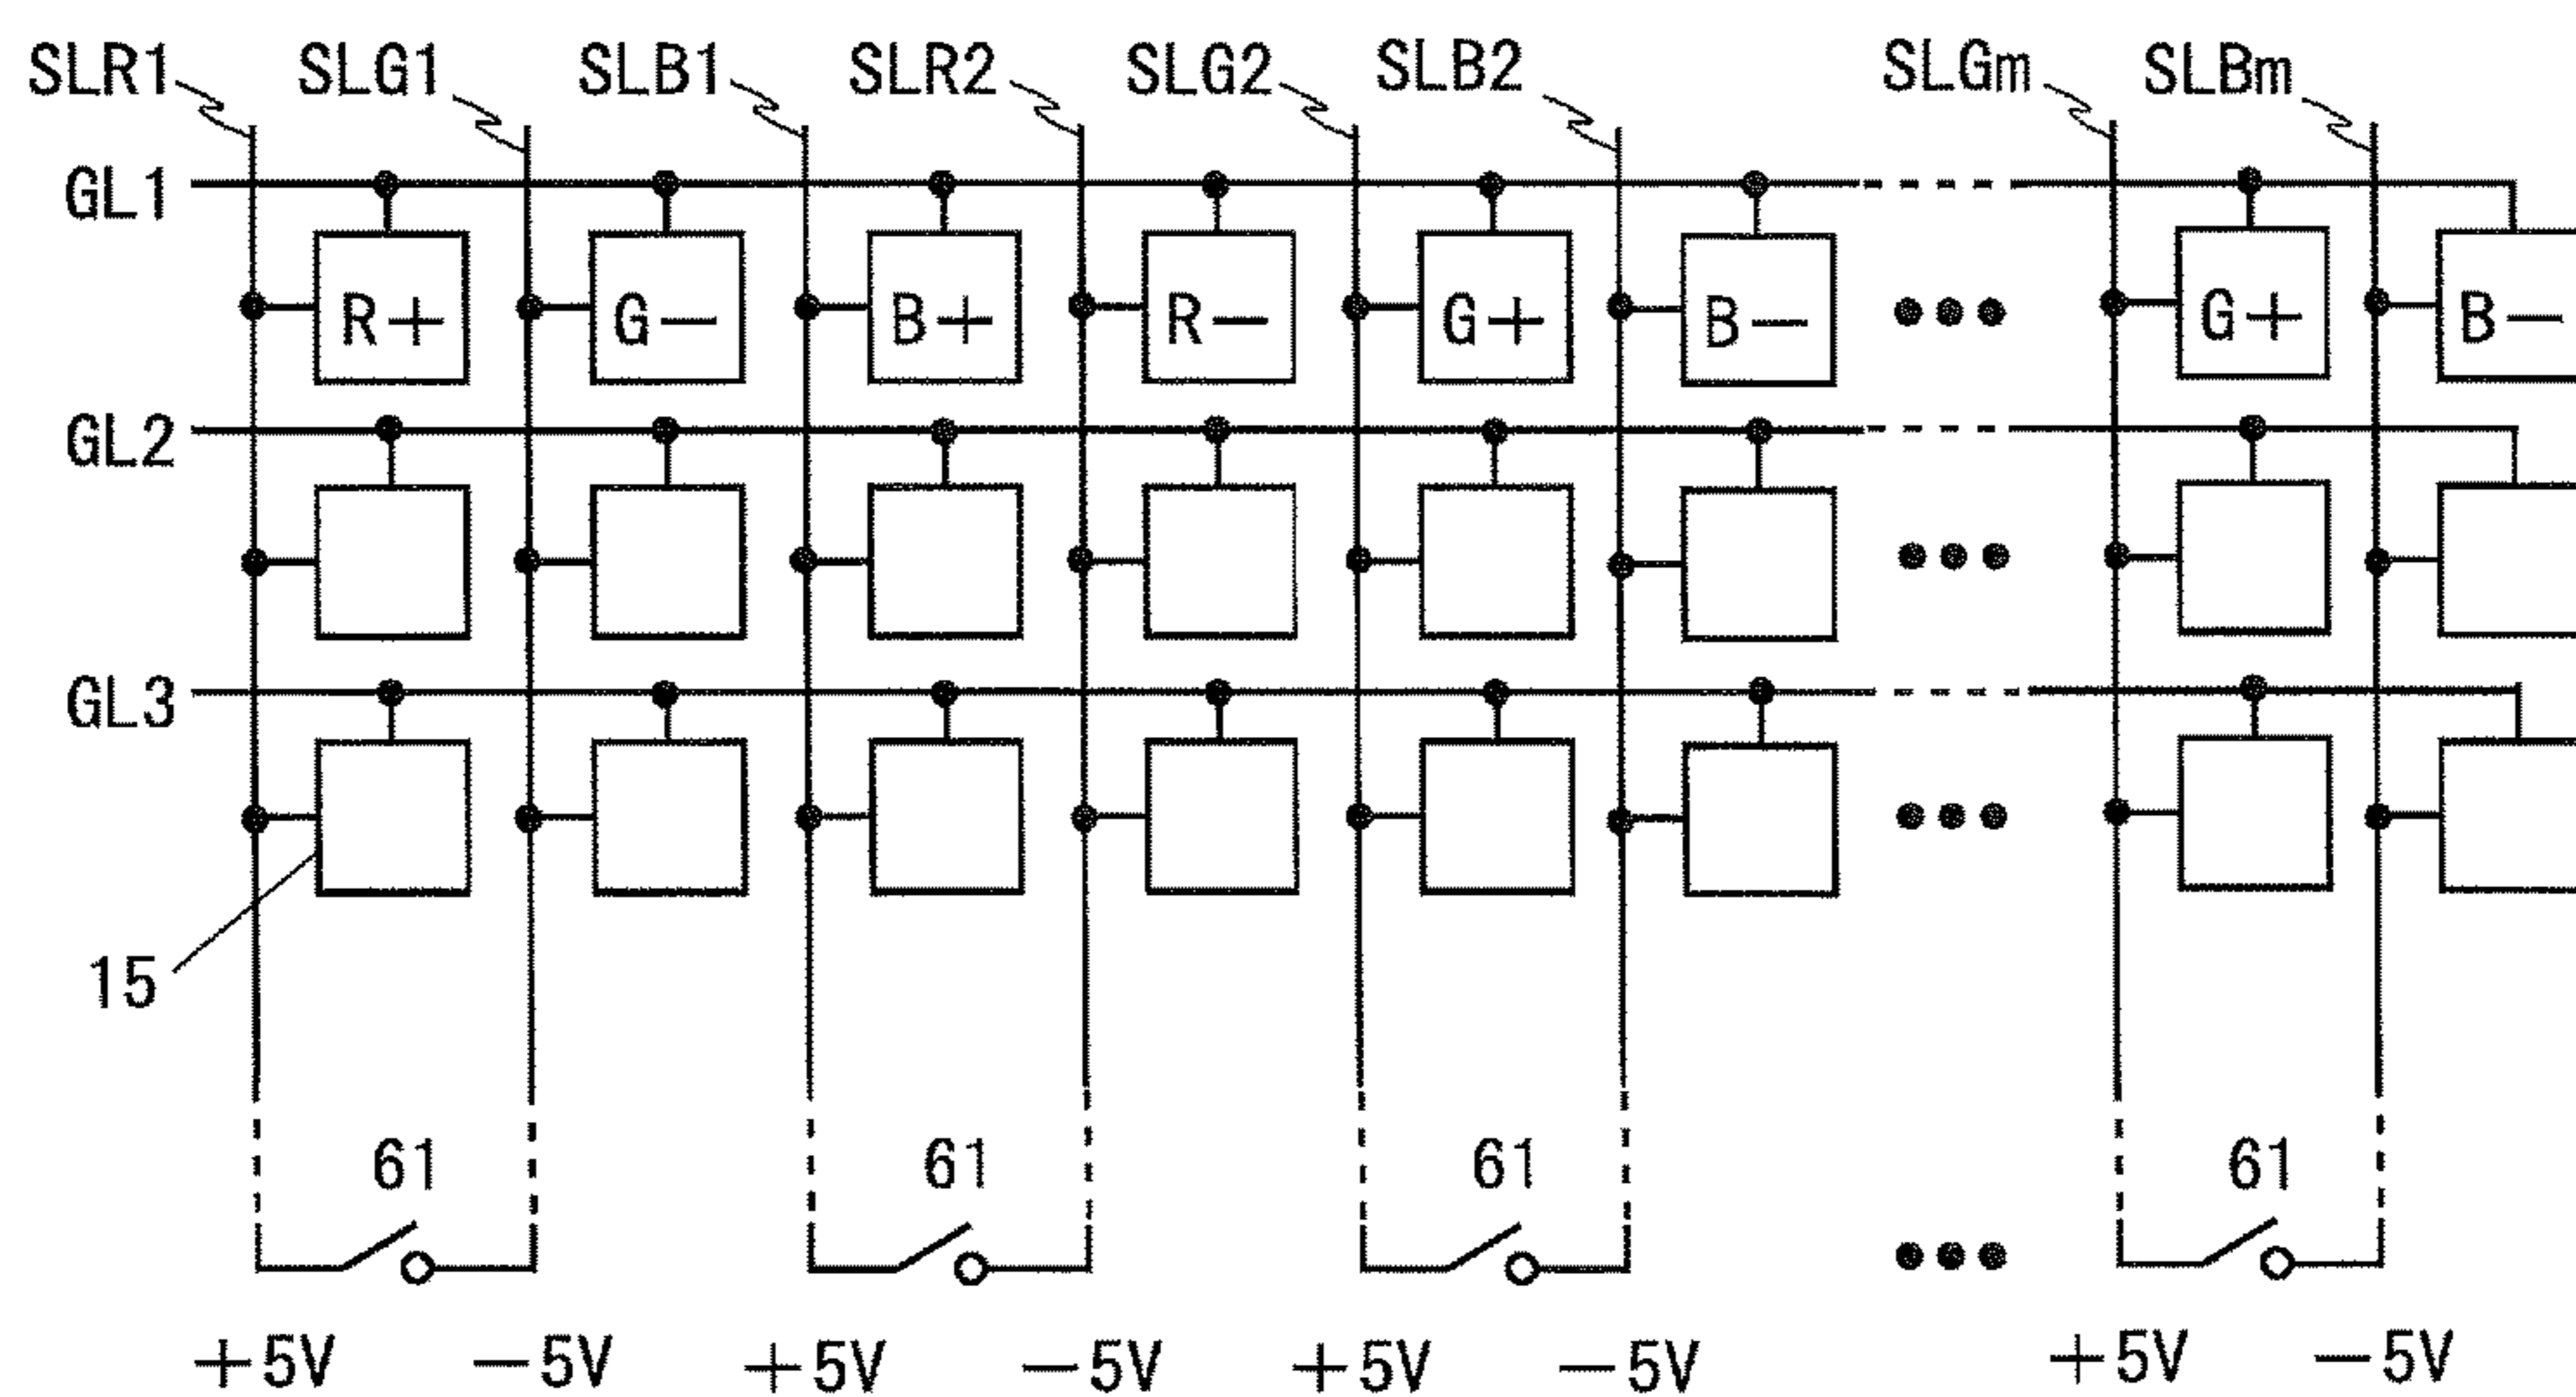 SLR1 SLG1 SLB1 SLR2 SLG2 SLB2 SLGm SLBm
GL1
R+ G− B+ R− G+ B− G+ B−
GL2
GL3
15
61 61 61 61
+5V −5V +5V −5V +5V −5V +5V −5V